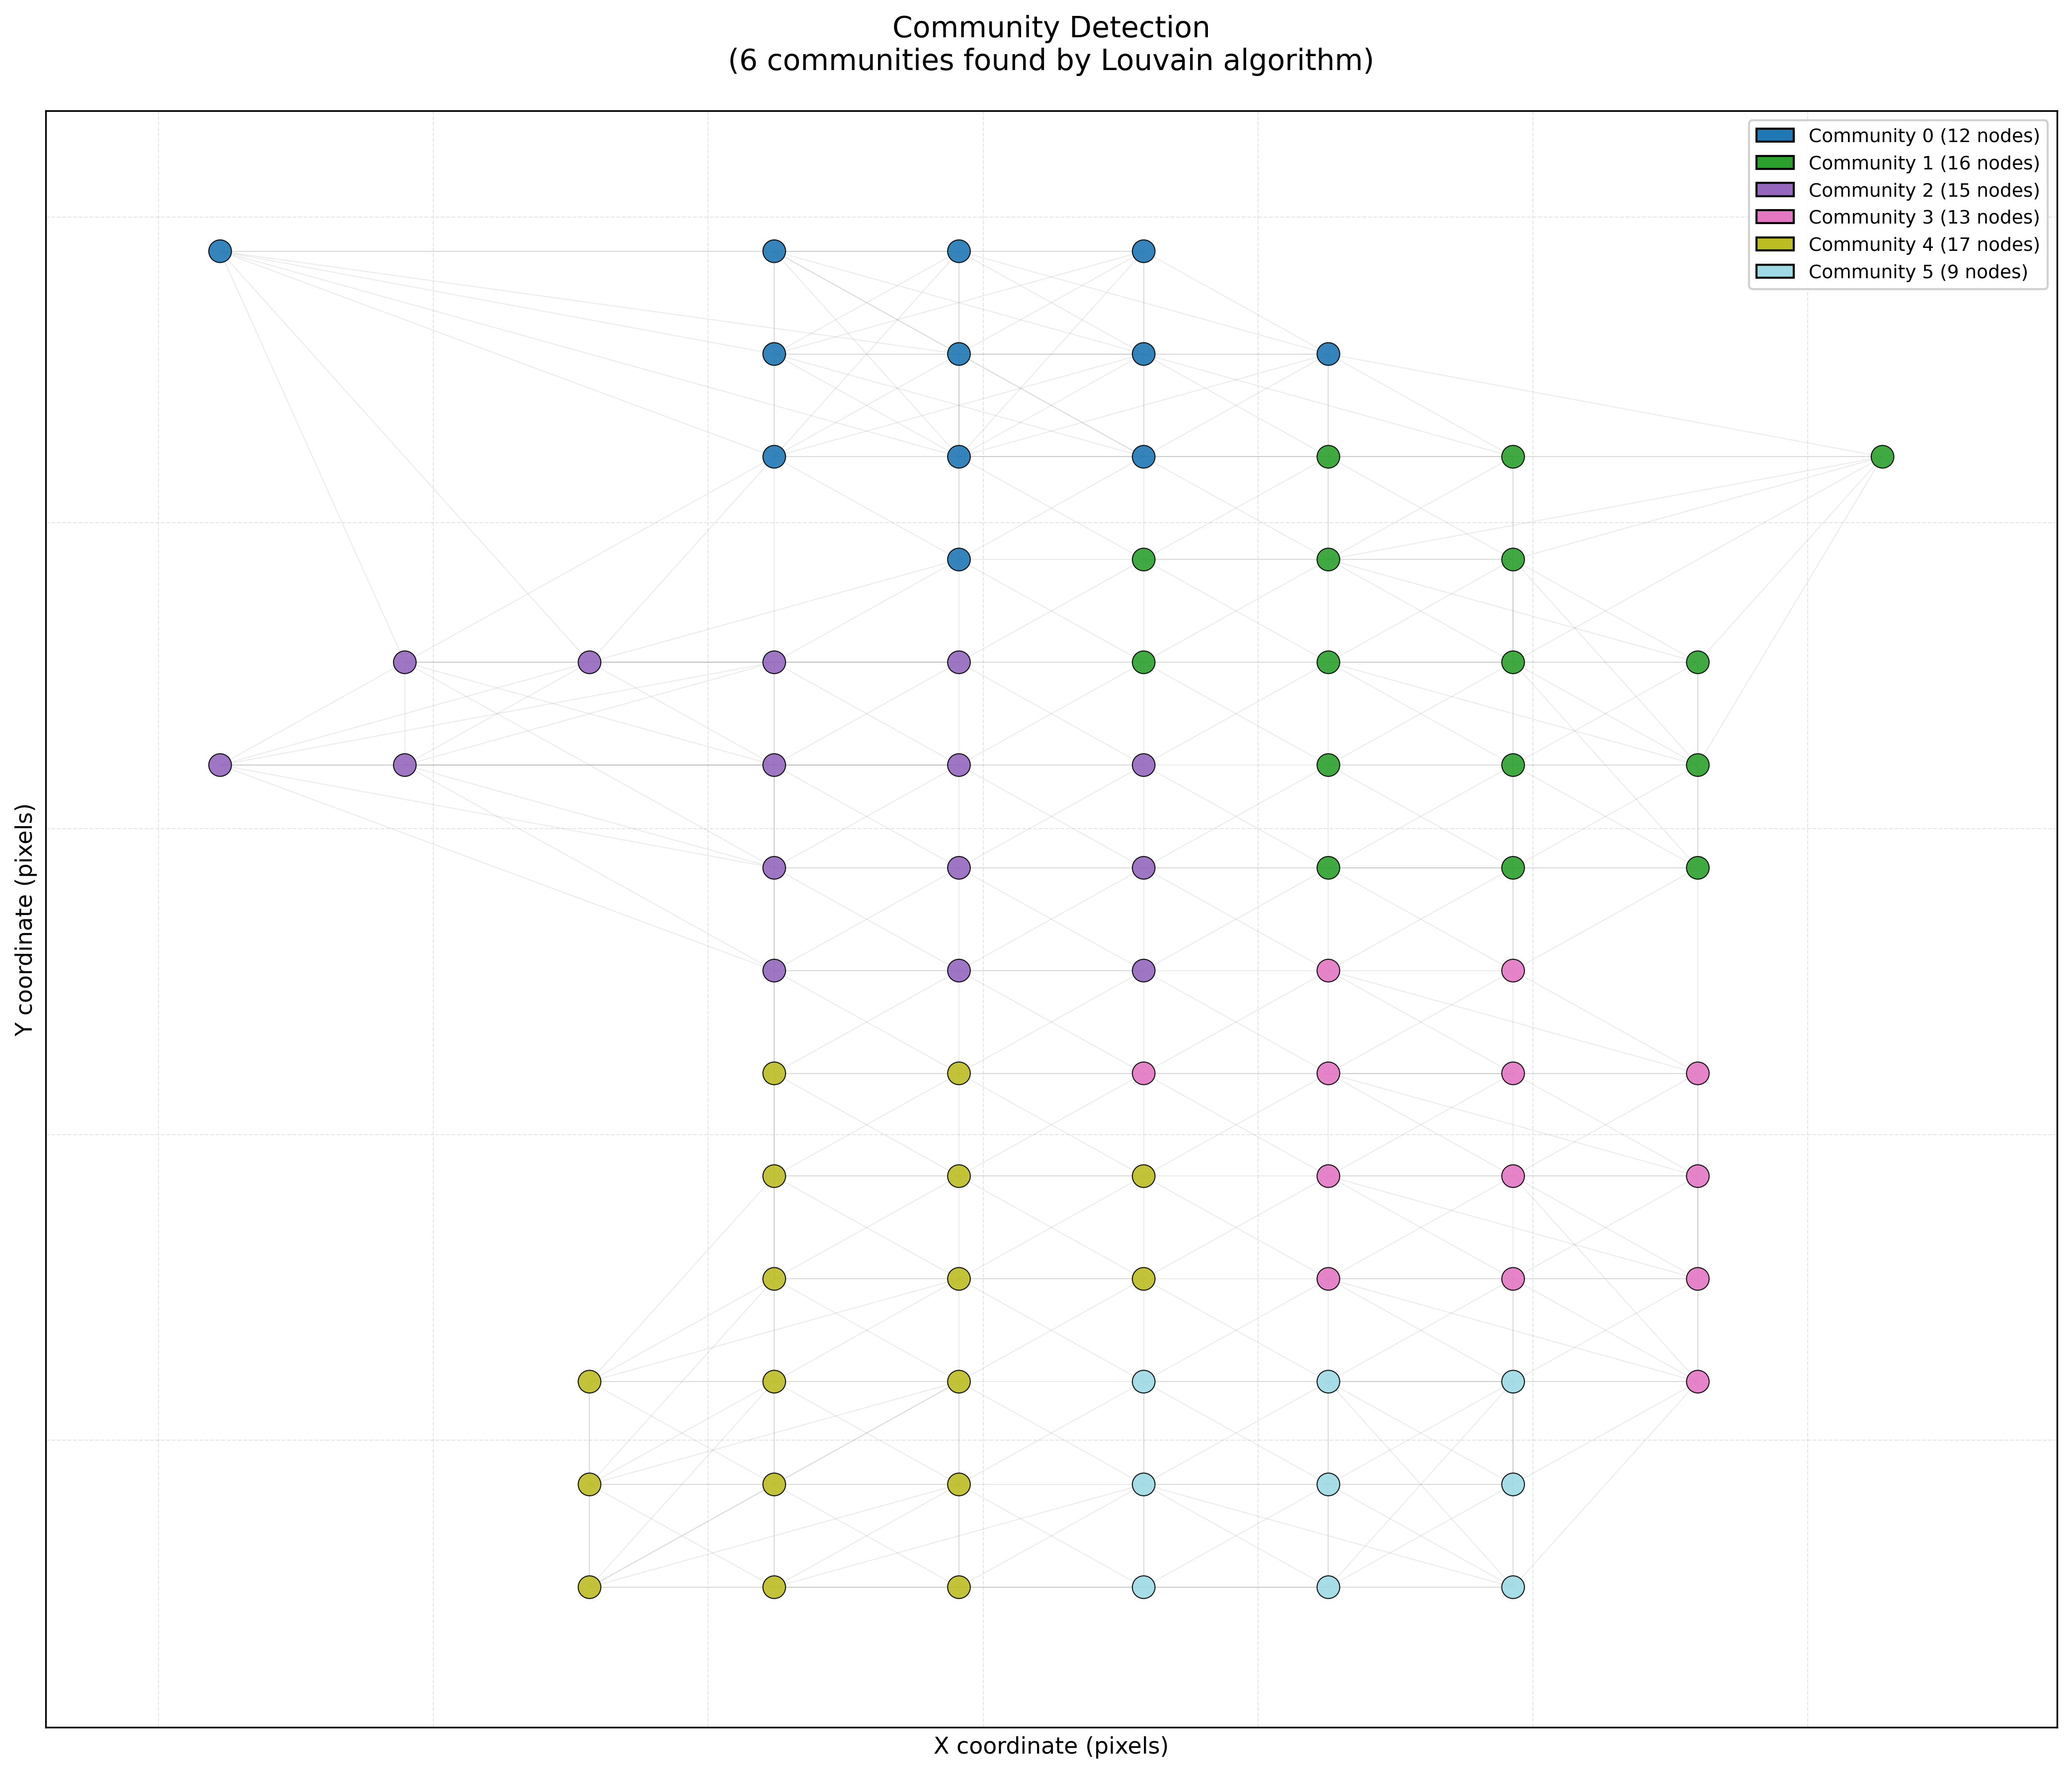 Community Detection
(6 communities found by Louvain algorithm)
Community 0 (12 nodes)
Community 1 (16 nodes)
Community 2 (15 nodes)
Community 3 (13 nodes)
Community 4 (17 nodes)
Community 5 (9 nodes)
Y coordinate (pixels)
X coordinate (pixels)